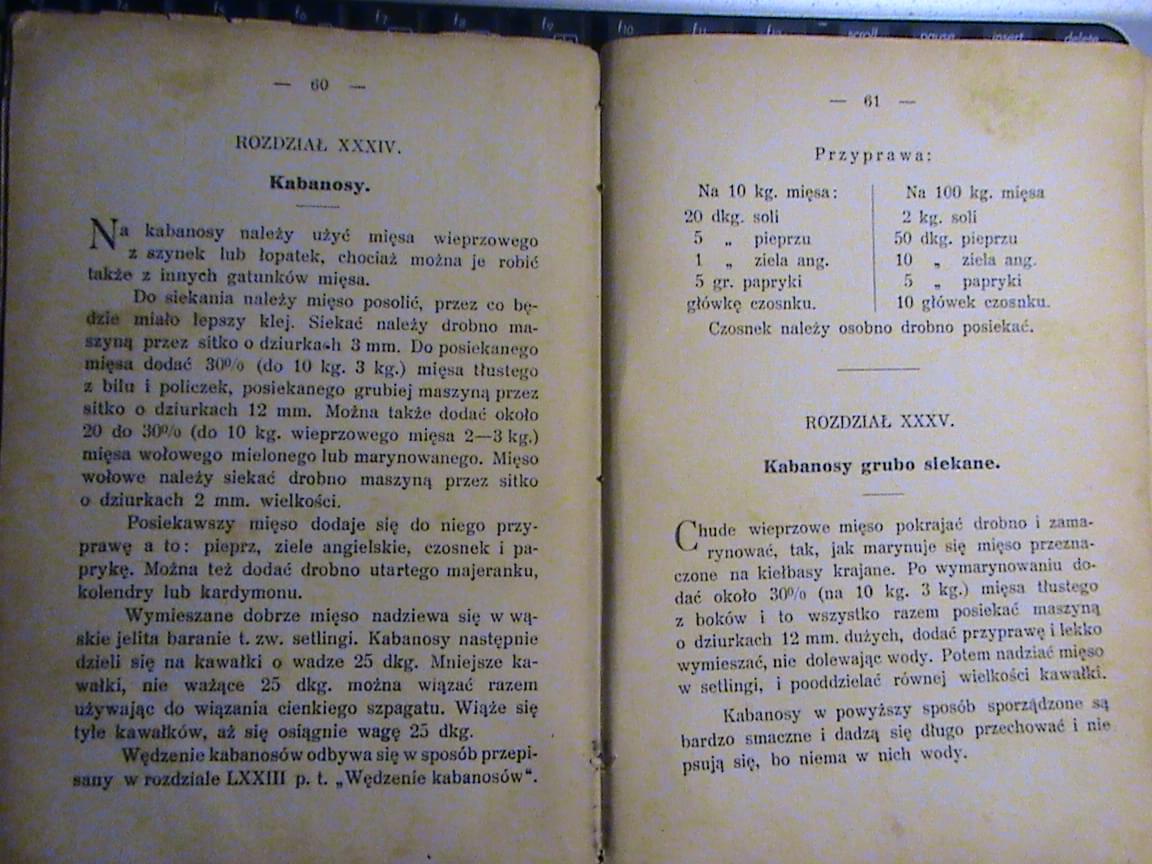 f10
scroll
pause
insert
delete
— 60 —
ROZDZIAŁ XXXIV.
Kabanosy.
Na kabanosy należy użyć mięsa wieprzowego
z szynek lub łopatek, chociaż można je robić
także z innych gatunków mięsa.
Do siekania należy mięso posolić, przez co bę-
dzie miało lepszy klej. Siekać należy drobno ma-
szyną przez sitko o dziurkach 3 mm. Do posiekanego
mięsa dodać 30% (do 10 kg. 3 kg.) mięsa tłustego
z bilu i policzek, posiekanego grubiej maszyną przez
sitko o dziurkach 12 mm. Można także dodać około
20 do 30% (do 10 kg. wieprzowego mięsa 2—3 kg.)
mięsa wołowego mielonego lub marynowanego. Mięso
wołowe należy siekać drobno maszyną przez sitko
o dziurkach 2 mm. wielkości.
Posiekawszy mięso dodaje się do niego przy-
prawę a to: pieprz, ziele angielskie, czosnek i pa-
prykę. Można też dodać drobno utartego majeranku,
kolendry lub kardymonu.
Wymieszane dobrze mięso nadziewa się w wą-
skie jelita baranie t. zw. setlingi. Kabanosy następnie
dzieli się na kawałki o wadze 25 dkg. Mniejsze ka-
wałki, nie ważące 25 dkg. można wiązać razem
używając do wiązania cienkiego szpagatu. Wiąże się
tyle kawałków, aż się osiągnie wagę 25 dkg.
Wędzenie kabanosów odbywa się w sposób przepi-
sany w rozdziale LXXIII p. t. „Wędzenie kabanosów“.
— 61 —
Przyprawa:
Na 10 kg. mięsa:
20 dkg. soli
5 „ pieprzu
1 „ ziela ang.
5 gr. papryki
główkę czosnku.
Na 100 kg. mięsa
2 kg. soli
50 dkg. pieprzu
10 „ ziela ang.
5 „ papryki
10 główek czosnku.
Czosnek należy osobno drobno posiekać.
ROZDZIAŁ XXXV.
Kabanosy grubo siekane.
Chude wieprzowe mięso pokrajać drobno i zama-
rynować, tak, jak marynuje się mięso przezna-
czone na kiełbasy krajane. Po wymarynowaniu do-
dać około 30% (na 10 kg. 3 kg.) mięsa tłustego
z boków i to wszystko razem posiekać maszyną
o dziurkach 12 mm. dużych, dodać przyprawę i lekko
wymieszać, nie dolewając wody. Potem nadziać mięso
w setlingi, i pooddzielać równej wielkości kawałki.
Kabanosy w powyższy sposób sporządzone są
bardzo smaczne i dadzą się długo przechować i nie
psują się, bo niema w nich wody.